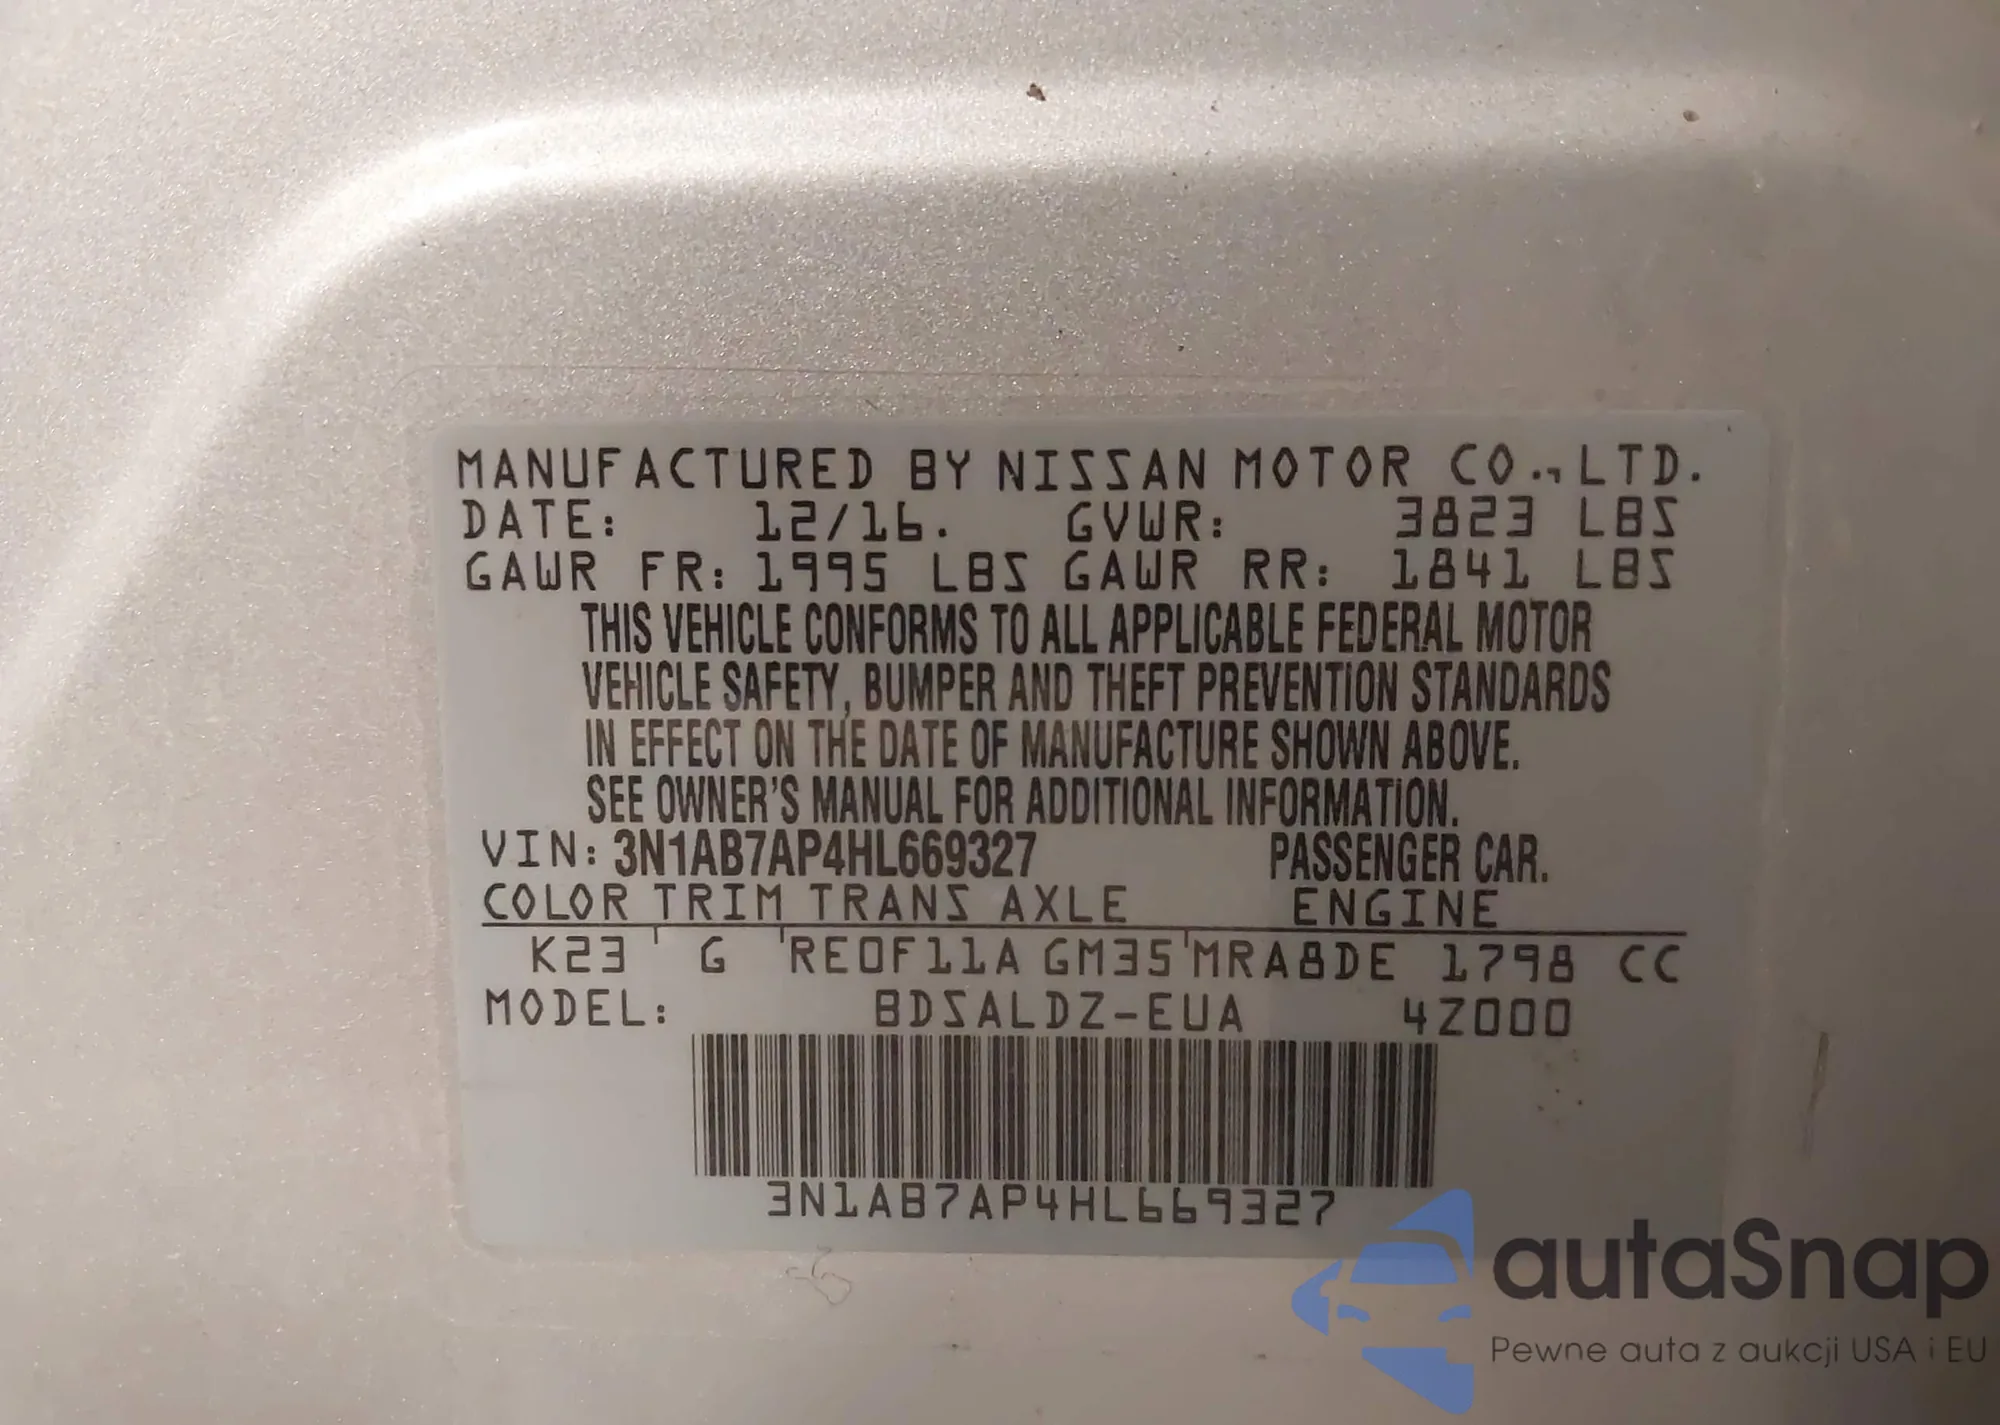 MANUFACTURED BY NISSAN MOTOR CO., LTD.
DATE: 12/16. GVWR: 3823 LBS
GAWR FR: 1995 LBS GAWR RR: 1841 LBS
THIS VEHICLE CONFORMS TO ALL APPLICABLE FEDERAL MOTOR
VEHICLE SAFETY, BUMPER AND THEFT PREVENTION STANDARDS
IN EFFECT ON THE DATE OF MANUFACTURE SHOWN ABOVE.
SEE OWNER'S MANUAL FOR ADDITIONAL INFORMATION.
VIN: 3N1AB7AP4HL669327 PASSENGER CAR.
COLOR TRIM TRANS AXLE ENGINE
K23 G RE0F11A GM35 MRA8DE 1798 CC
MODEL: BDSALDZ-EUA 4Z000
3N1AB7AP4HL669327
autaSnap
Pewne auta z aukcji USA i EU